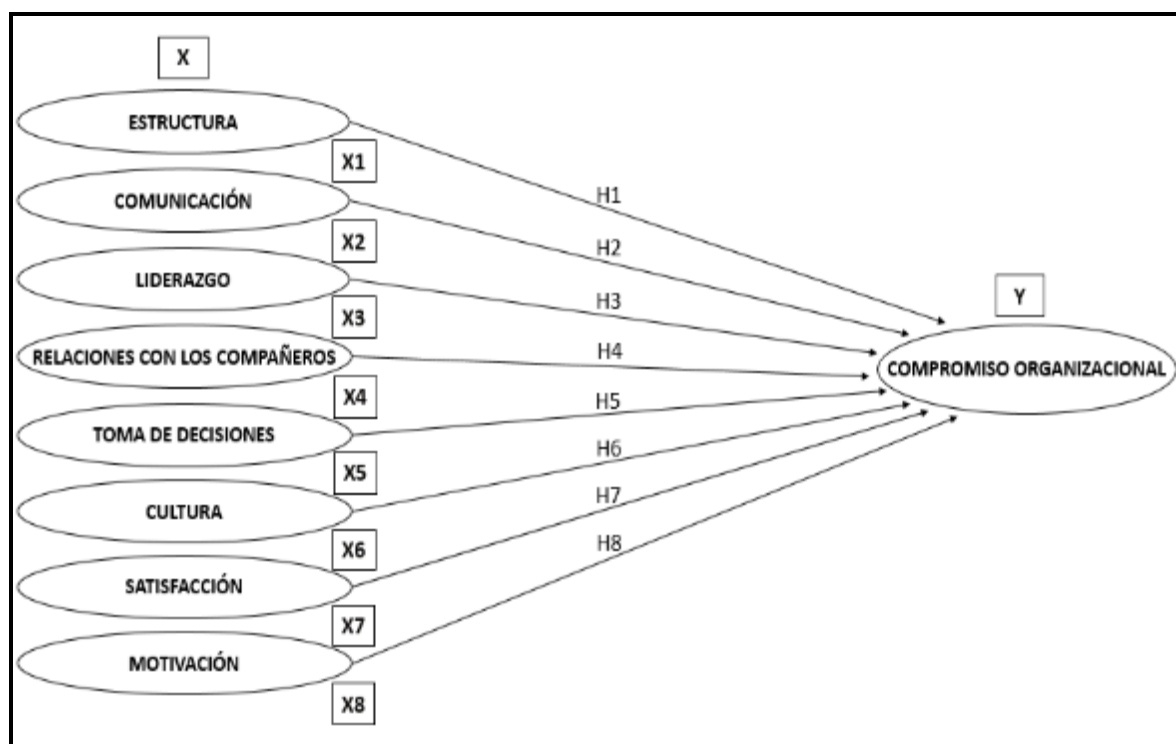 X
ESTRUCTURA
X1
H1
COMUNICACIÓN
X2
H2
LIDERAZGO
X3
H3
RELACIONES CON LOS COMPAÑEROS
X4
H4
TOMA DE DECISIONES
X5
H5
CULTURA
X6
H6
SATISFACCIÓN
X7
H7
MOTIVACIÓN
X8
H8
Y
COMPROMISO ORGANIZACIONAL